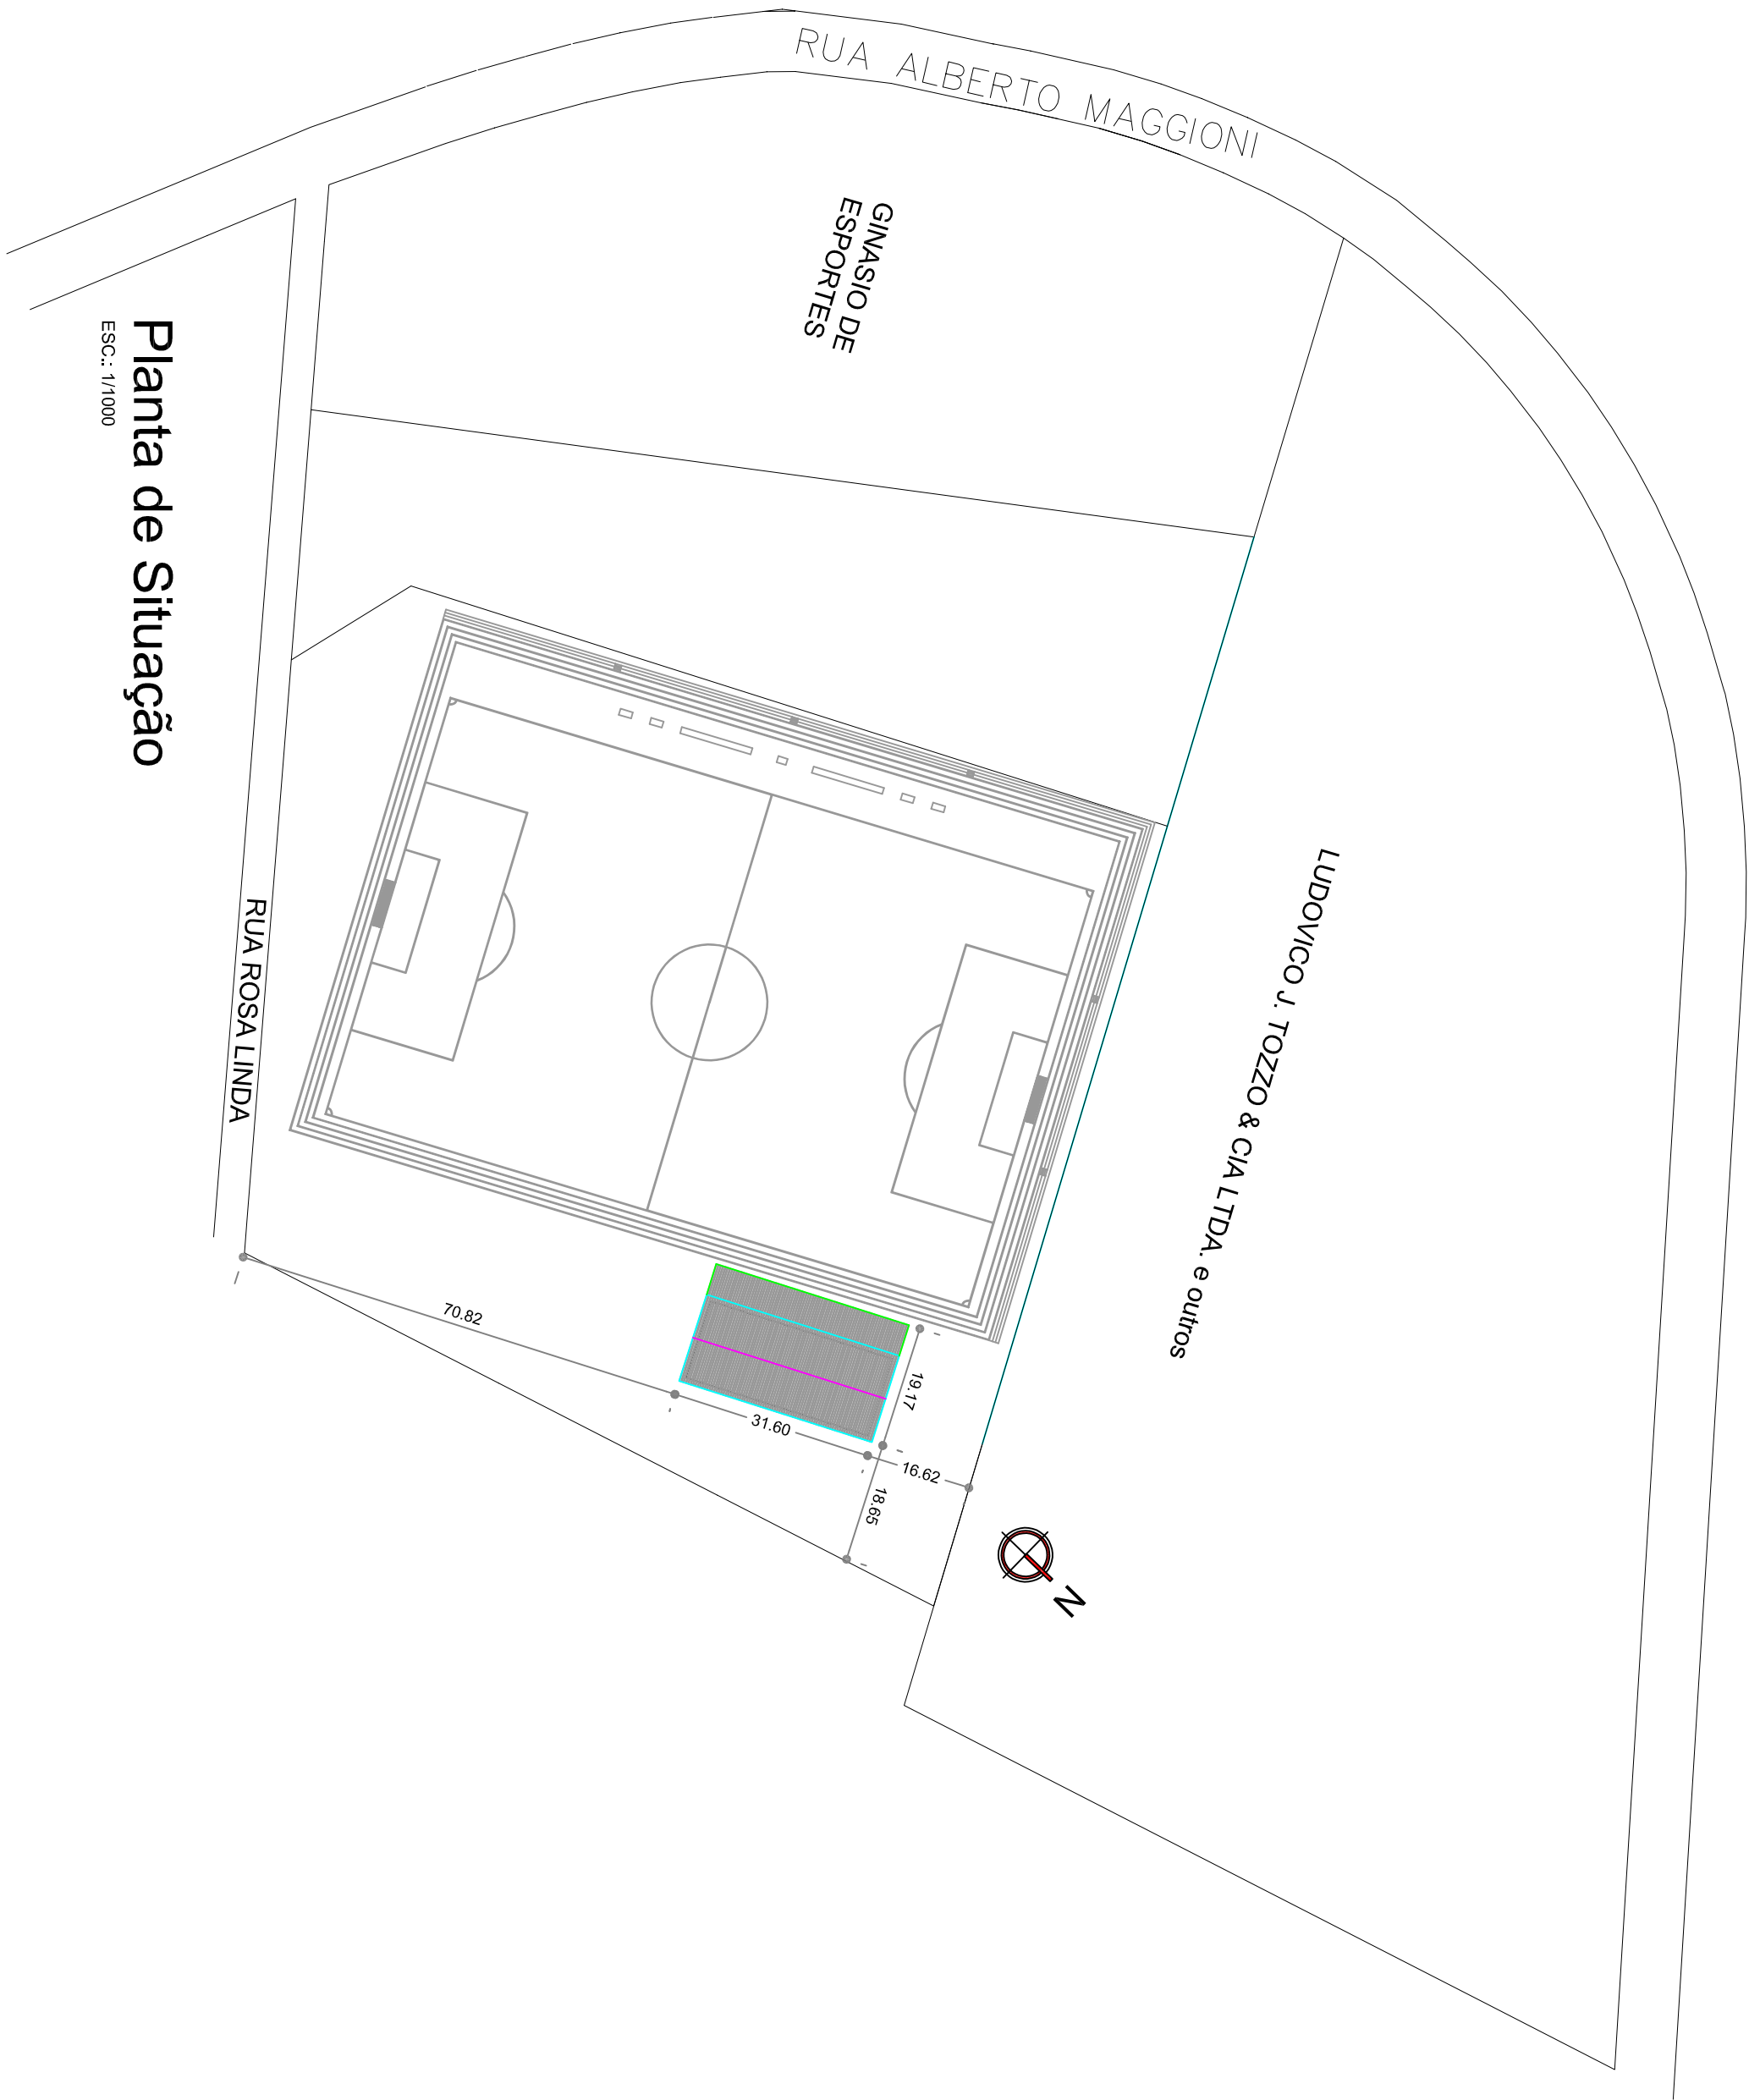 RUA ALBERTO MAGGIONI
GINASIO DE
ESPORTES
Planta de Situação
ESC.: 1/1000
LUDOVICO J. TOZZO & CIA LTDA. e outros
RUA ROSA LINDA
70.82
31.60
19.17
16.62
18.65
N